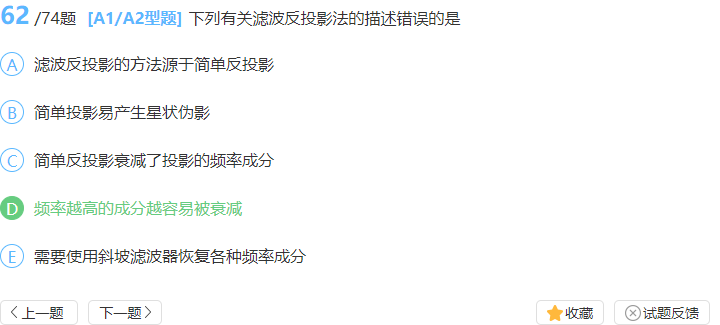 62 /74题 [A1/A2型题] 下列有关滤波反投影法的描述错误的是
A 滤波反投影的方法源于简单反投影
B 简单投影易产生星状伪影
C 简单反投影衰减了投影的频率成分
D 频率越高的成分越容易被衰减
E 需要使用斜坡滤波器恢复各种频率成分
上一题 下一题 收藏 试题反馈